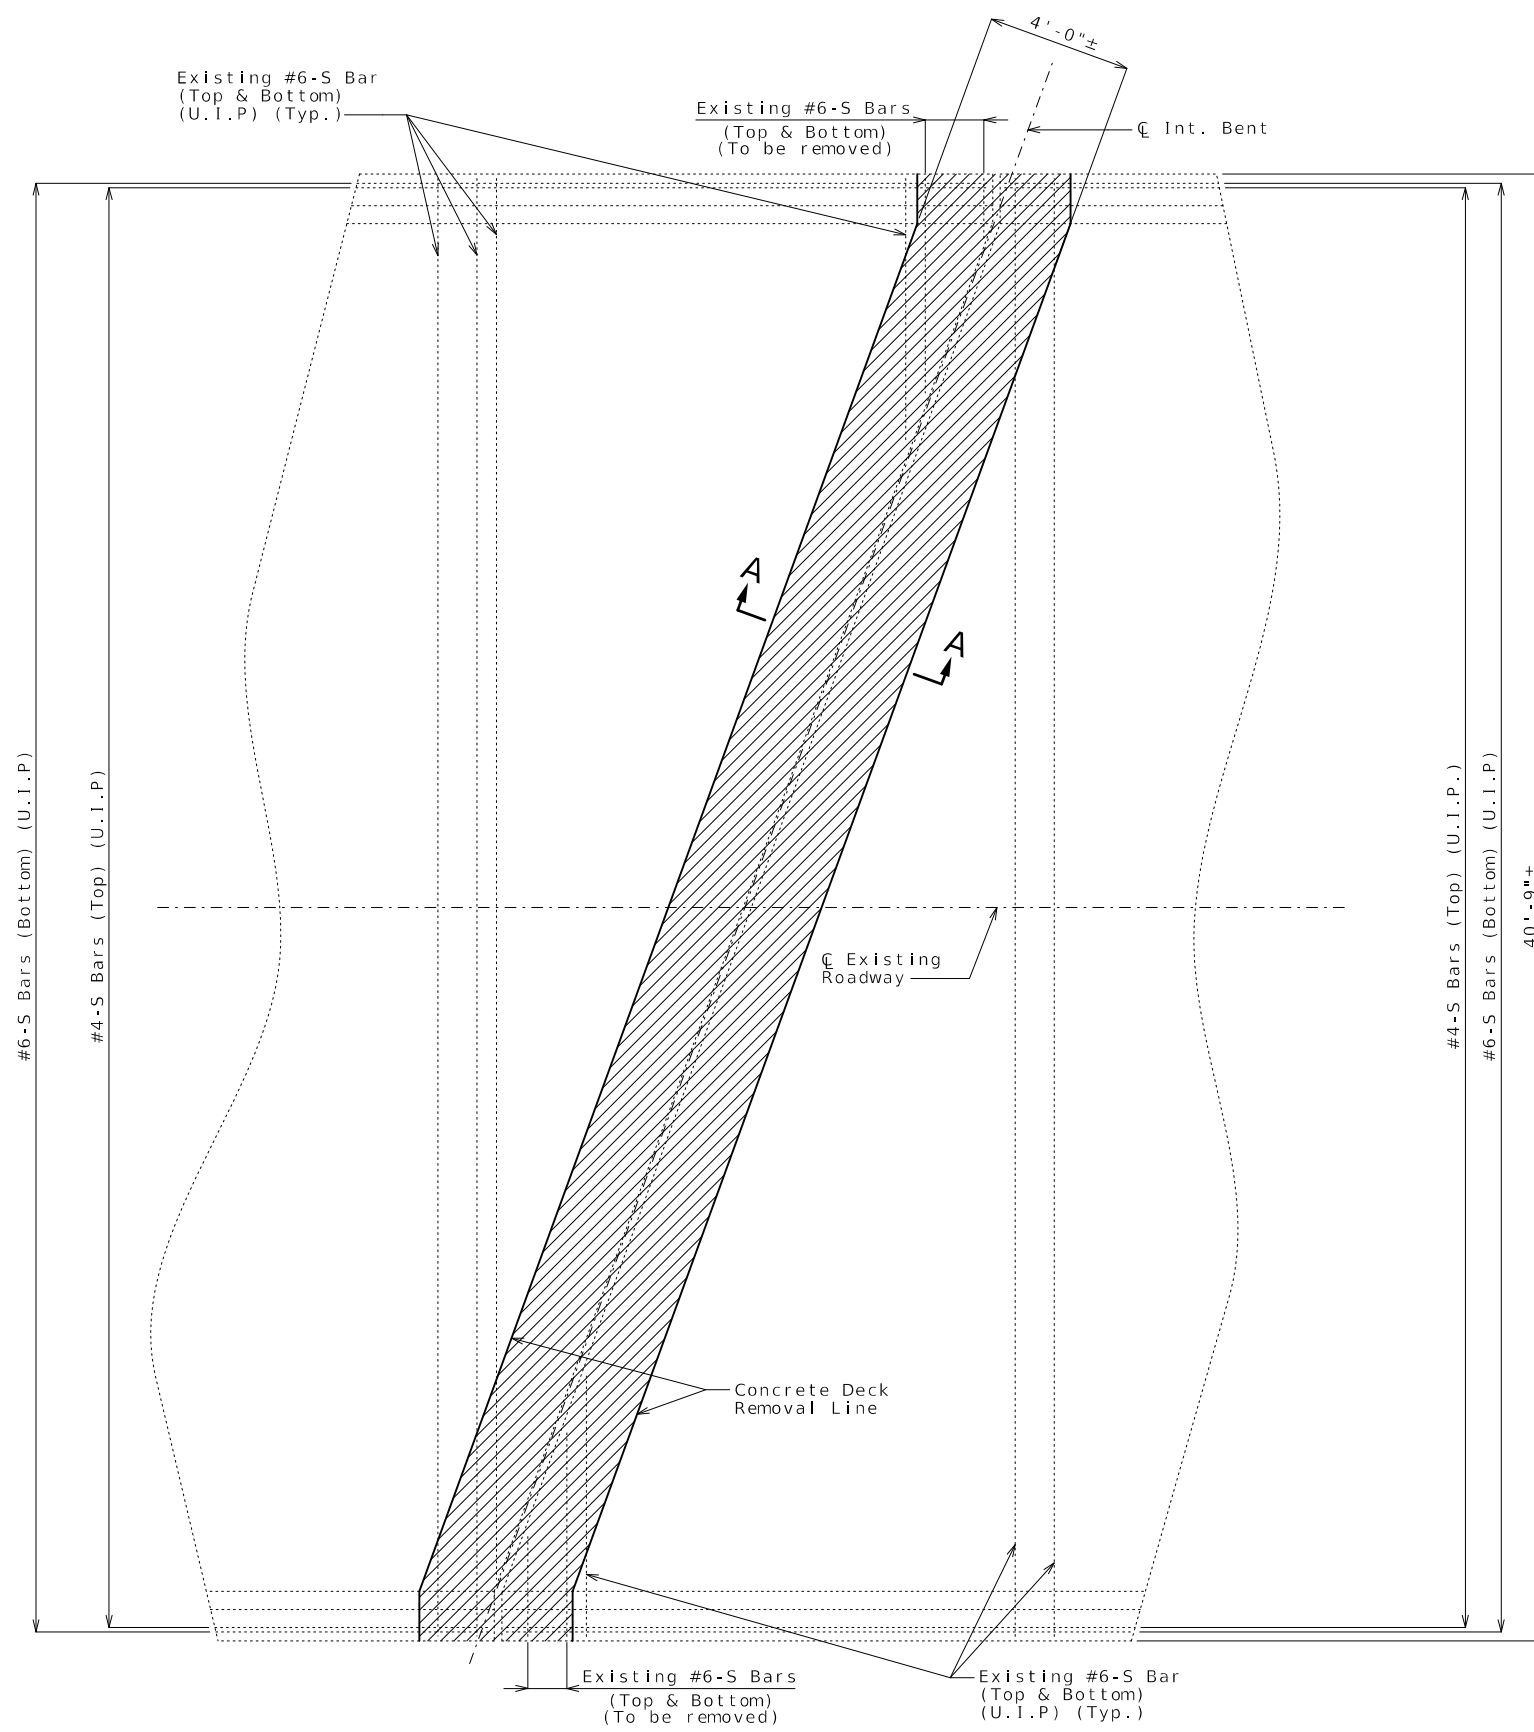 4'-0"±
Existing #6-S Bar
(Top & Bottom)
(U.I.P) (Typ.)
Existing #6-S Bars
(Top & Bottom)
(To be removed)
℄ Int. Bent
A
A
#6-S Bars (Bottom) (U.I.P)
#4-S Bars (Top) (U.I.P)
#4-S Bars (Top) (U.I.P.)
#6-S Bars (Bottom) (U.I.P)
40'-9"±
℄ Existing
Roadway
Concrete Deck
Removal Line
Existing #6-S Bars
(Top & Bottom)
(To be removed)
Existing #6-S Bar
(Top & Bottom)
(U.I.P) (Typ.)